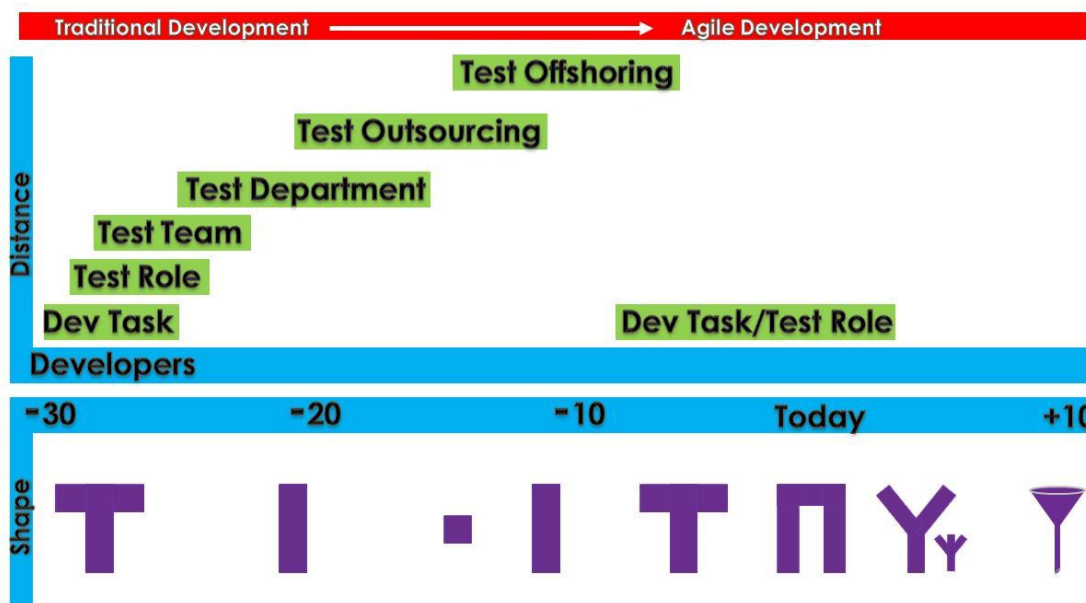 Traditional Development
Agile Development
Test Offshoring
Test Outsourcing
Test Department
Test Team
Test Role
Dev Task
Dev Task/Test Role
Distance
Developers
-30
-20
-10
Today
+10
Shape